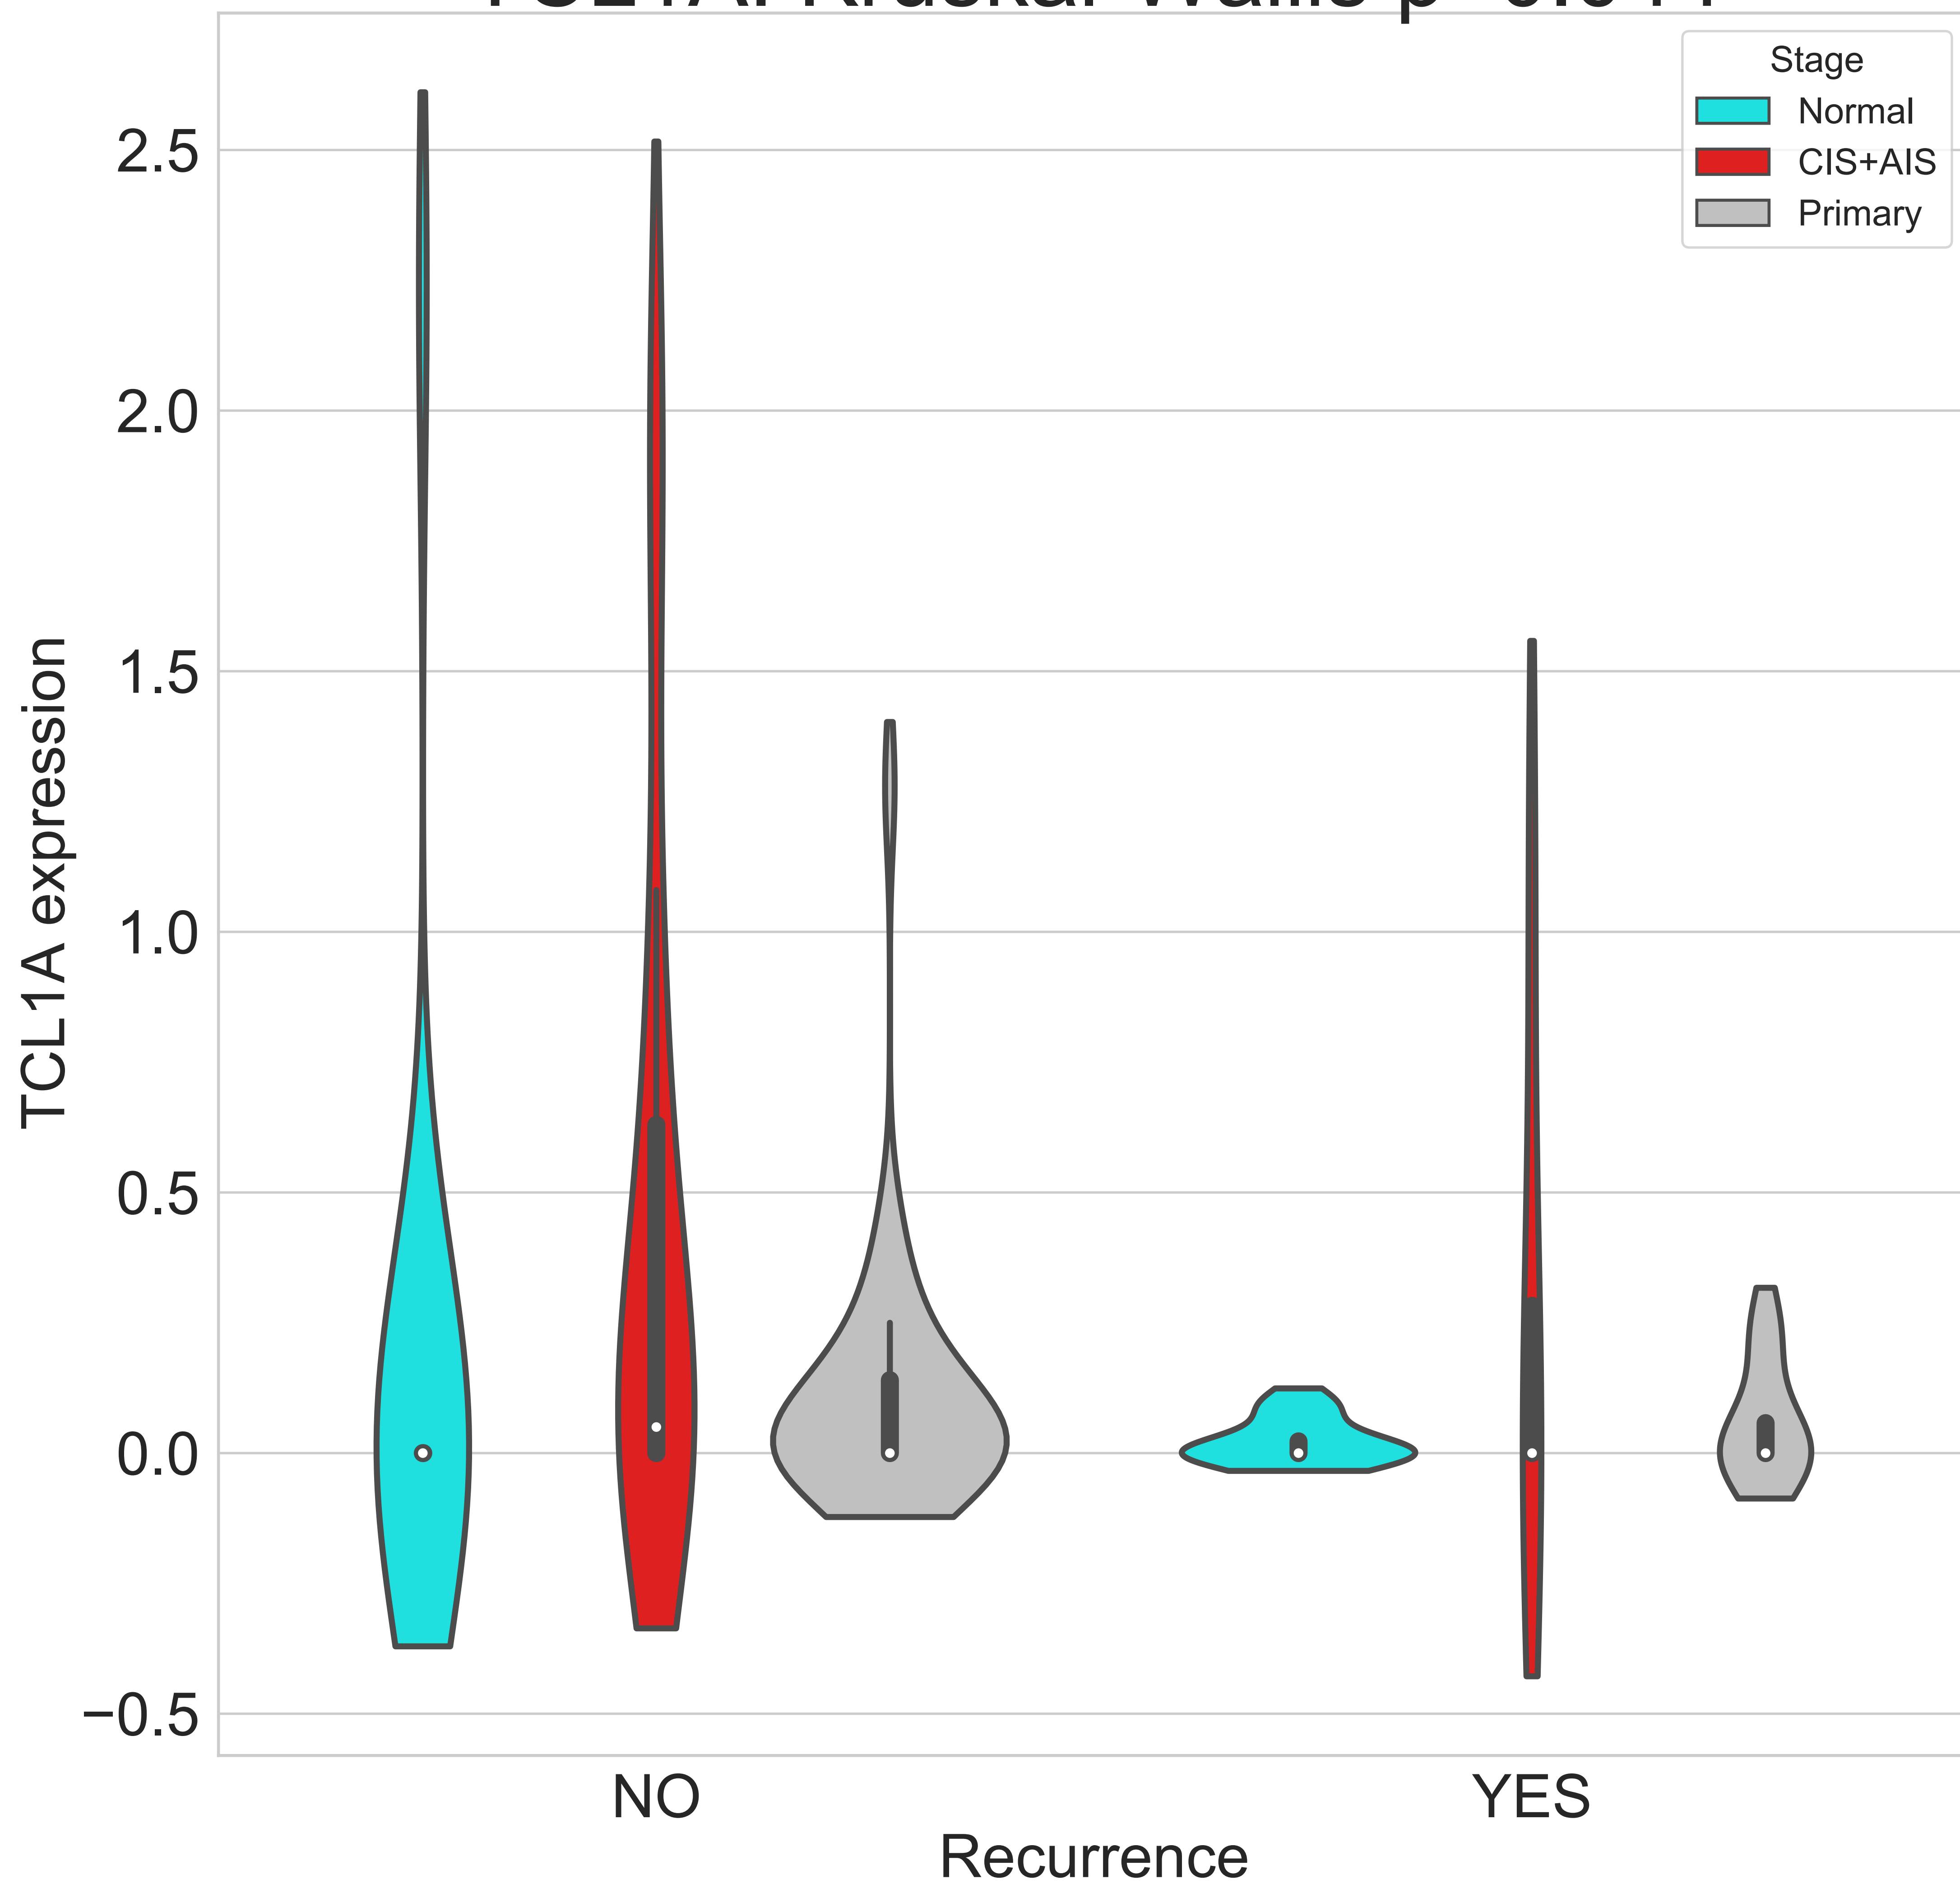 Stage
Normal
CIS+AIS
Primary
2.5
2.0
1.5
1.0
0.5
0.0
−0.5
TCL1A expression
NO
YES
Recurrence